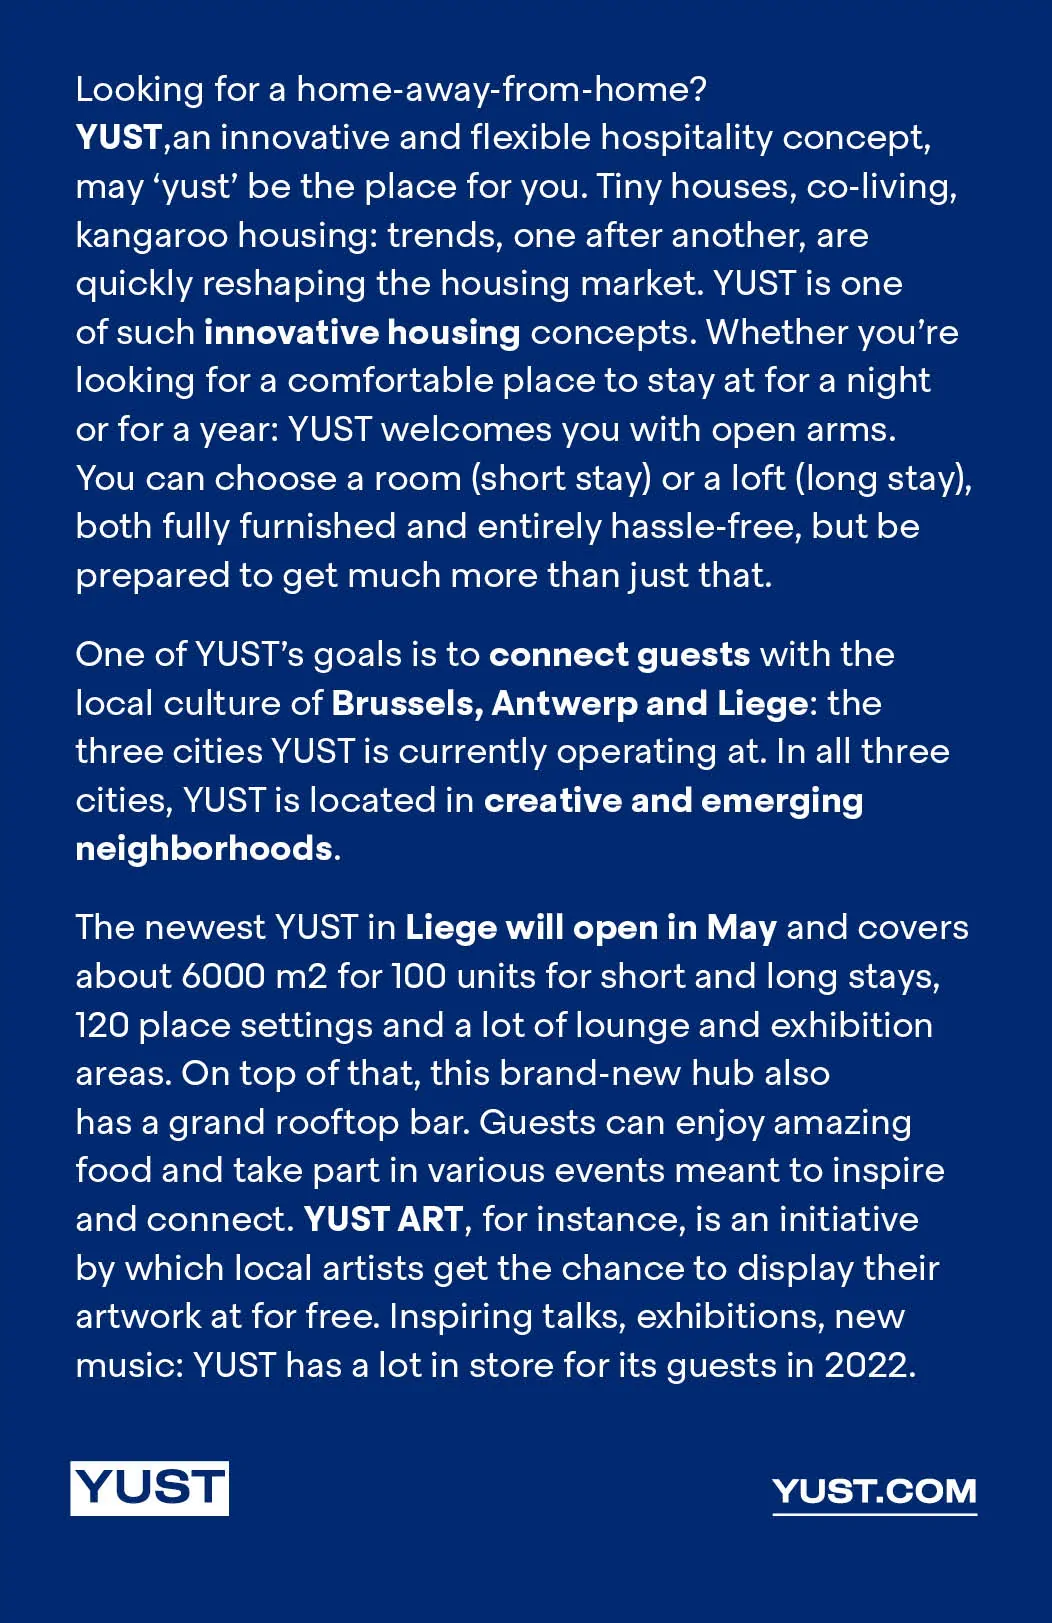 Looking for a home-away-from-home?
YUST,an innovative and flexible hospitality concept,
may ‘yust’ be the place for you. Tiny houses, co-living,
kangaroo housing: trends, one after another, are
quickly reshaping the housing market. YUST is one
of such innovative housing concepts. Whether you’re
looking for a comfortable place to stay at for a night
or for a year: YUST welcomes you with open arms.
You can choose a room (short stay) or a loft (long stay),
both fully furnished and entirely hassle-free, but be
prepared to get much more than just that.
One of YUST’s goals is to connect guests with the
local culture of Brussels, Antwerp and Liege: the
three cities YUST is currently operating at. In all three
cities, YUST is located in creative and emerging
neighborhoods.
The newest YUST in Liege will open in May and covers
about 6000 m2 for 100 units for short and long stays,
120 place settings and a lot of lounge and exhibition
areas. On top of that, this brand-new hub also
has a grand rooftop bar. Guests can enjoy amazing
food and take part in various events meant to inspire
and connect. YUST ART, for instance, is an initiative
by which local artists get the chance to display their
artwork at for free. Inspiring talks, exhibitions, new
music: YUST has a lot in store for its guests in 2022.
YUST
YUST.COM